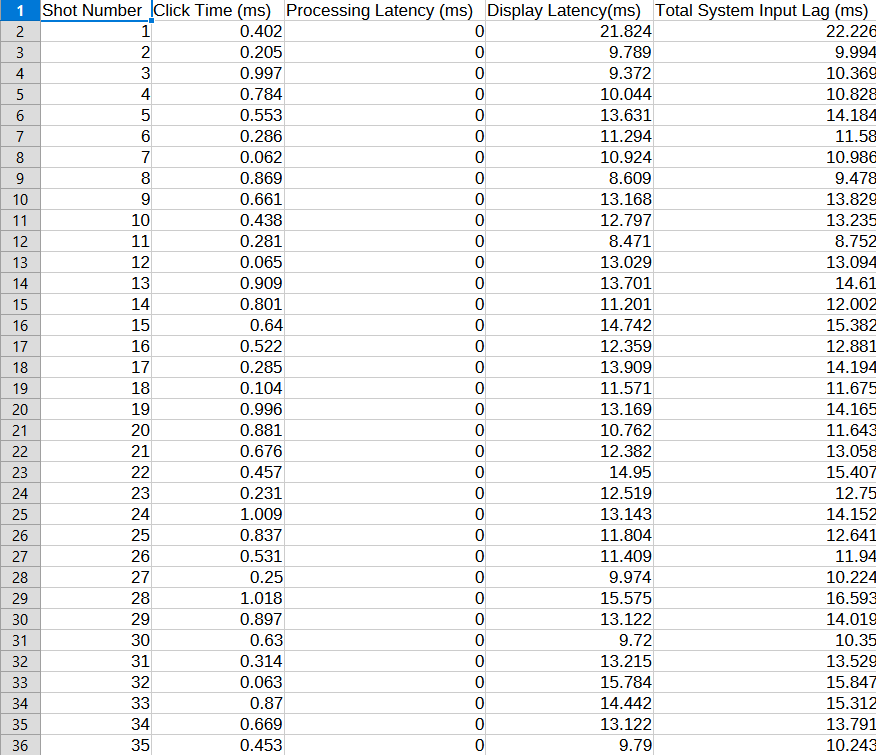 1 Shot Number Click Time (ms) Processing Latency (ms) Display Latency(ms) Total System Input Lag (ms)
2 1 0.402 0 21.824 22.226
3 2 0.205 0 9.789 9.994
4 3 0.997 0 9.372 10.369
5 4 0.784 0 10.044 10.828
6 5 0.553 0 13.631 14.184
7 6 0.286 0 11.294 11.58
8 7 0.062 0 10.924 10.986
9 8 0.869 0 8.609 9.478
10 9 0.661 0 13.168 13.829
11 10 0.438 0 12.797 13.235
12 11 0.281 0 8.471 8.752
13 12 0.065 0 13.029 13.094
14 13 0.909 0 13.701 14.61
15 14 0.801 0 11.201 12.002
16 15 0.64 0 14.742 15.382
17 16 0.522 0 12.359 12.881
18 17 0.285 0 13.909 14.194
19 18 0.104 0 11.571 11.675
20 19 0.996 0 13.169 14.165
21 20 0.881 0 10.762 11.643
22 21 0.676 0 12.382 13.058
23 22 0.457 0 14.95 15.407
24 23 0.231 0 12.519 12.75
25 24 1.009 0 13.143 14.152
26 25 0.837 0 11.804 12.641
27 26 0.531 0 11.409 11.94
28 27 0.25 0 9.974 10.224
29 28 1.018 0 15.575 16.593
30 29 0.897 0 13.122 14.019
31 30 0.63 0 9.72 10.35
32 31 0.314 0 13.215 13.529
33 32 0.063 0 15.784 15.847
34 33 0.87 0 14.442 15.312
35 34 0.669 0 13.122 13.791
36 35 0.453 0 9.79 10.243